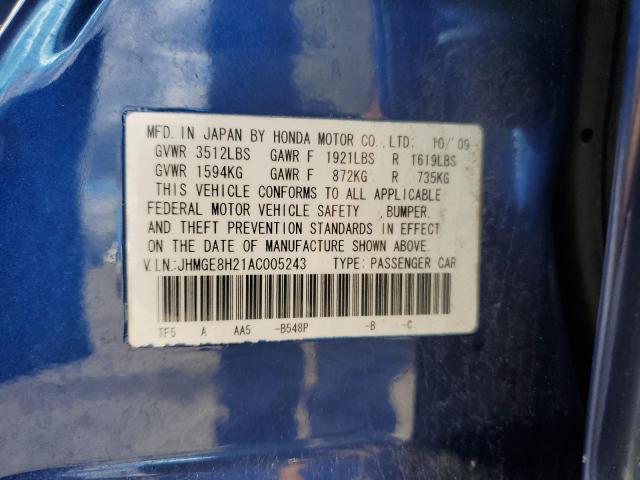 MFD. IN JAPAN BY HONDA MOTOR CO.,LTD. 10/09
GVWR 3512LBS GAWR F 1921LBS R 1619LBS
GVWR 1594KG GAWR F 872KG R 735KG
THIS VEHICLE CONFORMS TO ALL APPLICABLE
FEDERAL MOTOR VEHICLE SAFETY ,BUMPER,
AND THEFT PREVENTION STANDARDS IN EFFECT
ON THE DATE OF MANUFACTURE SHOWN ABOVE.
V.I.N.:JHMGE8H21AC005243 TYPE: PASSENGER CAR
TF5 A AA5 -B548P -B -C